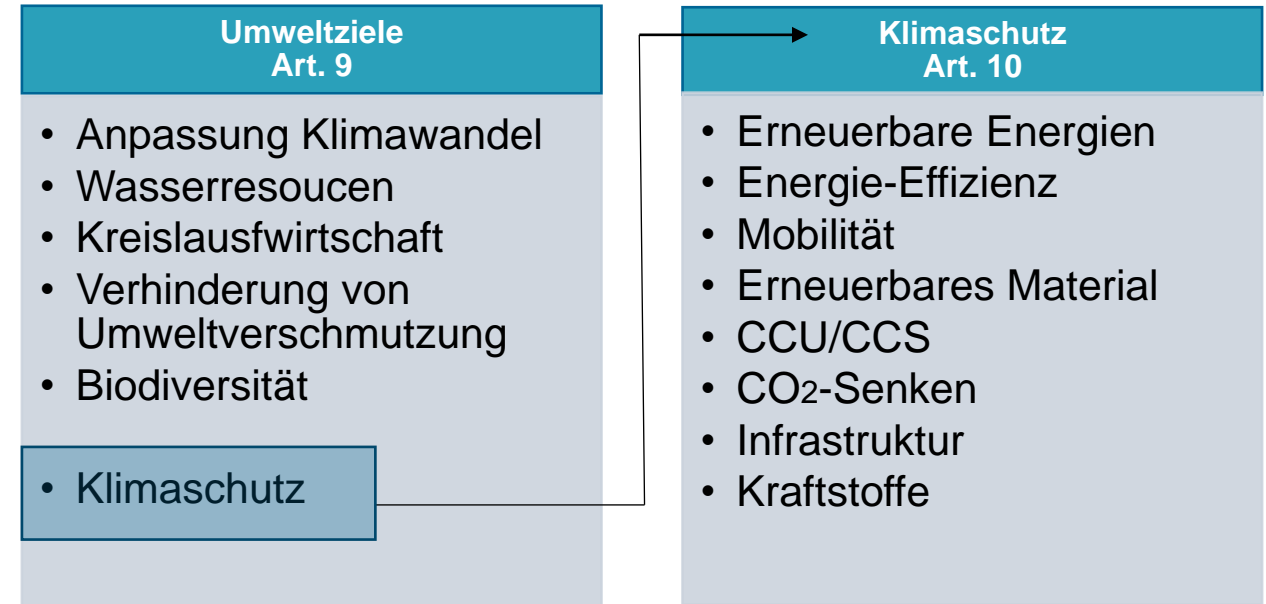 Umweltziele
Art. 9
• Anpassung Klimawandel
• Wasserresoucen
• Kreislausfwirtschaft
• Verhinderung von
Umweltverschmutzung
• Biodiversität
• Klimaschutz
Klimaschutz
Art. 10
• Erneuerbare Energien
• Energie-Effizienz
• Mobilität
• Erneuerbares Material
• CCU/CCS
• CO2-Senken
• Infrastruktur
• Kraftstoffe